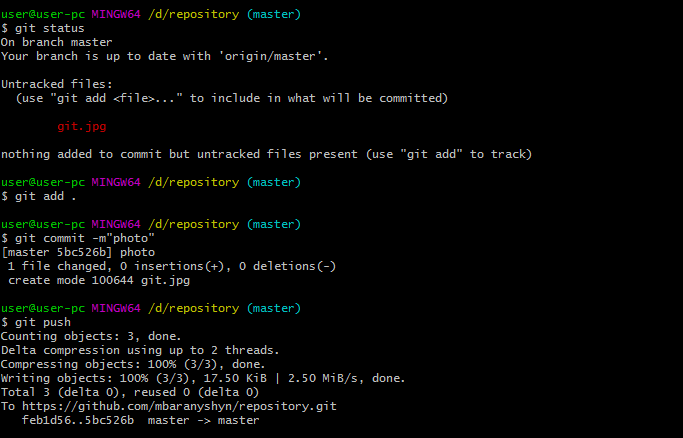 user@user-pc MINGW64 /d/repository (master)
$ git status
On branch master
Your branch is up to date with 'origin/master'.

Untracked files:
  (use "git add <file>..." to include in what will be committed)

        git.jpg

nothing added to commit but untracked files present (use "git add" to track)

user@user-pc MINGW64 /d/repository (master)
$ git add .

user@user-pc MINGW64 /d/repository (master)
$ git commit -m"photo"
[master 5bc526b] photo
 1 file changed, 0 insertions(+), 0 deletions(-)
 create mode 100644 git.jpg

user@user-pc MINGW64 /d/repository (master)
$ git push
Counting objects: 3, done.
Delta compression using up to 2 threads.
Compressing objects: 100% (3/3), done.
Writing objects: 100% (3/3), 17.50 KiB | 2.50 MiB/s, done.
Total 3 (delta 0), reused 0 (delta 0)
To https://github.com/mbaranyshyn/repository.git
   feb1d56..5bc526b  master -> master